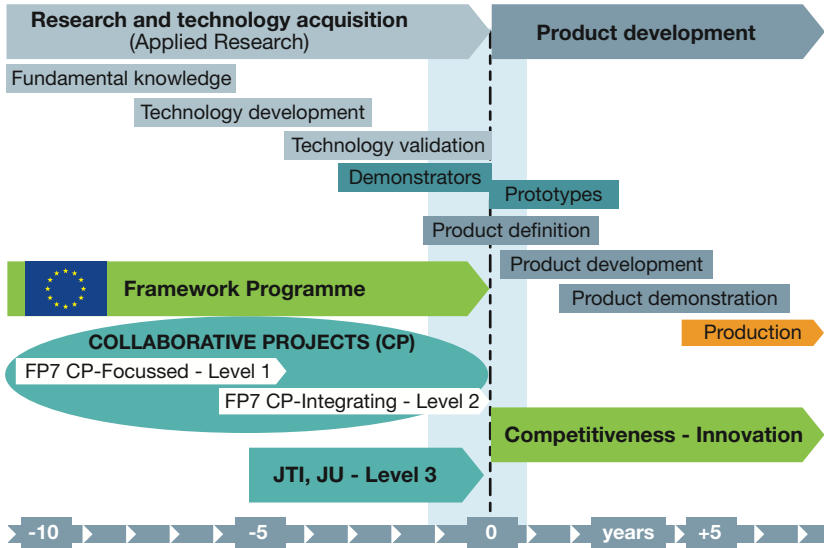 Research and technology acquisition
(Applied Research)
Product development
Fundamental knowledge
Technology development
Technology validation
Demonstrators
Prototypes
Product definition
Product development
Product demonstration
Production
Framework Programme
COLLABORATIVE PROJECTS (CP)
FP7 CP-Focussed - Level 1
FP7 CP-Integrating - Level 2
Competitiveness - Innovation
JTI, JU - Level 3
-10 -5 0 years +5